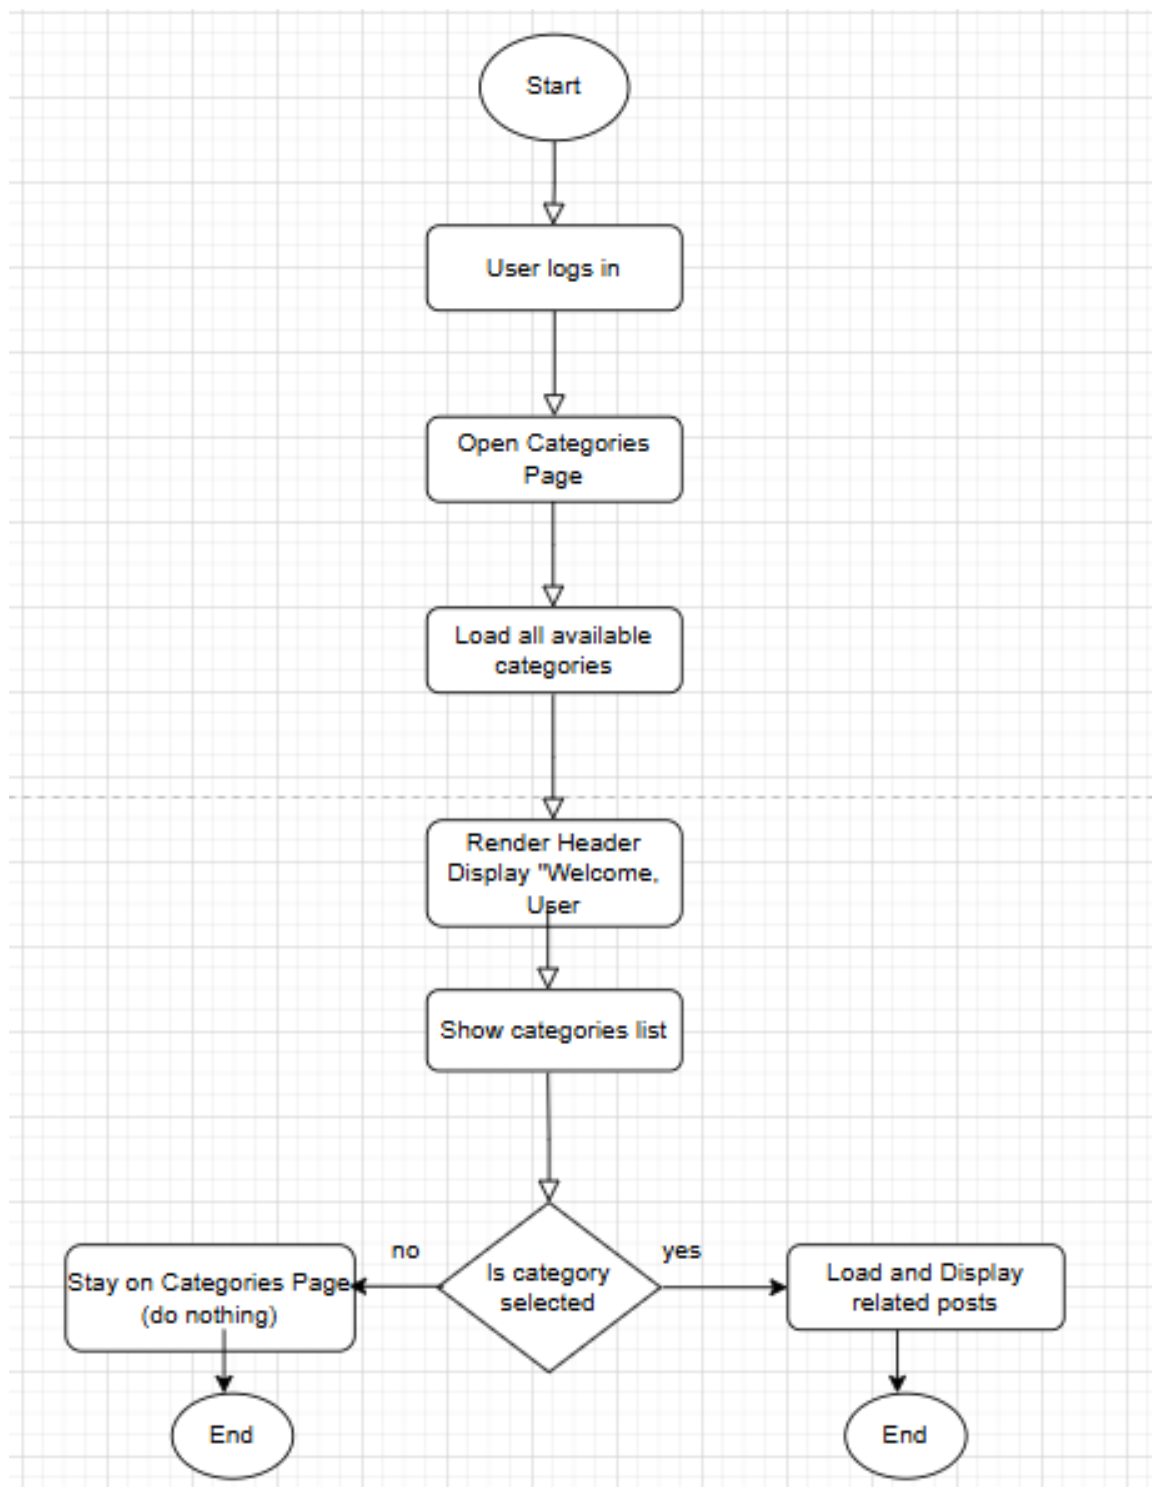 Start
User logs in
Open Categories
Page
Load all available
categories
Render Header
Display "Welcome,
User
Show categories list
no
yes
Is category
selected
Stay on Categories Page
(do nothing)
Load and Display
related posts
End
End